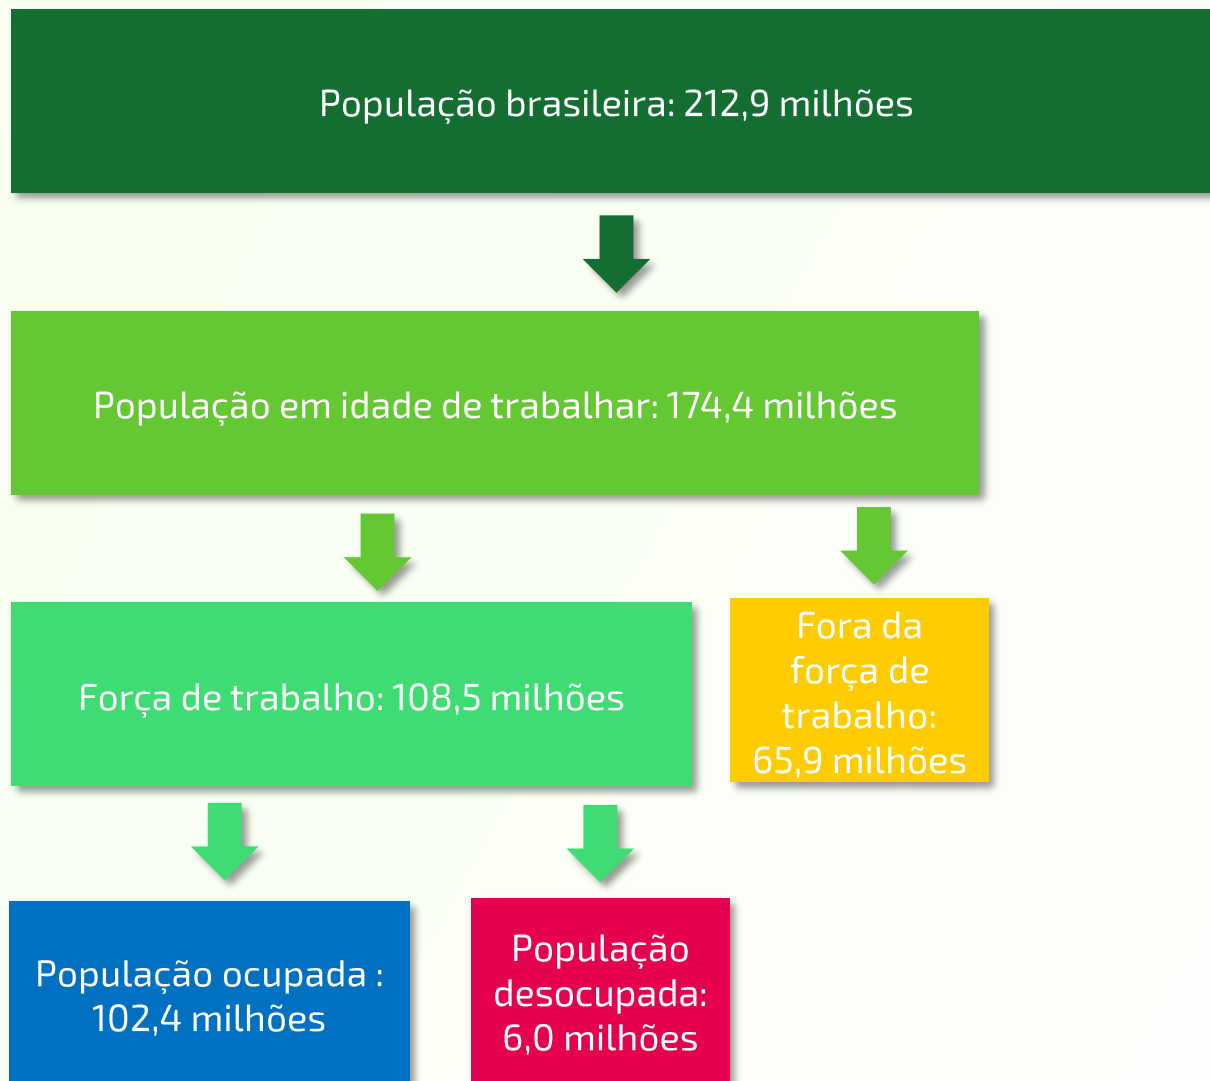 População brasileira: 212,9 milhões
População em idade de trabalhar: 174,4 milhões
Força de trabalho: 108,5 milhões
Fora da
força de
trabalho:
65,9 milhões
População ocupada :
102,4 milhões
População
desocupada:
6,0 milhões